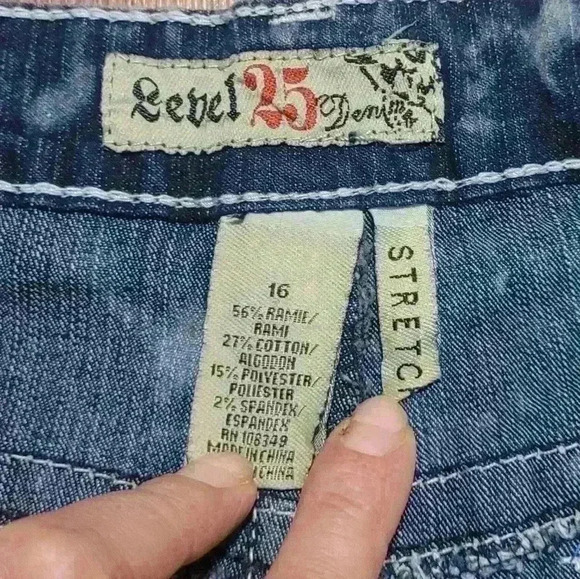 Level 25 Denim
16
56% RAMIE/
RAMI
27% COTTON/
ALGODON
15% POLYESTER/
POLIESTER
2% SPANDEX/
ESPANDEX
RN 108349
MADE IN CHINA
CHINA
STRETC